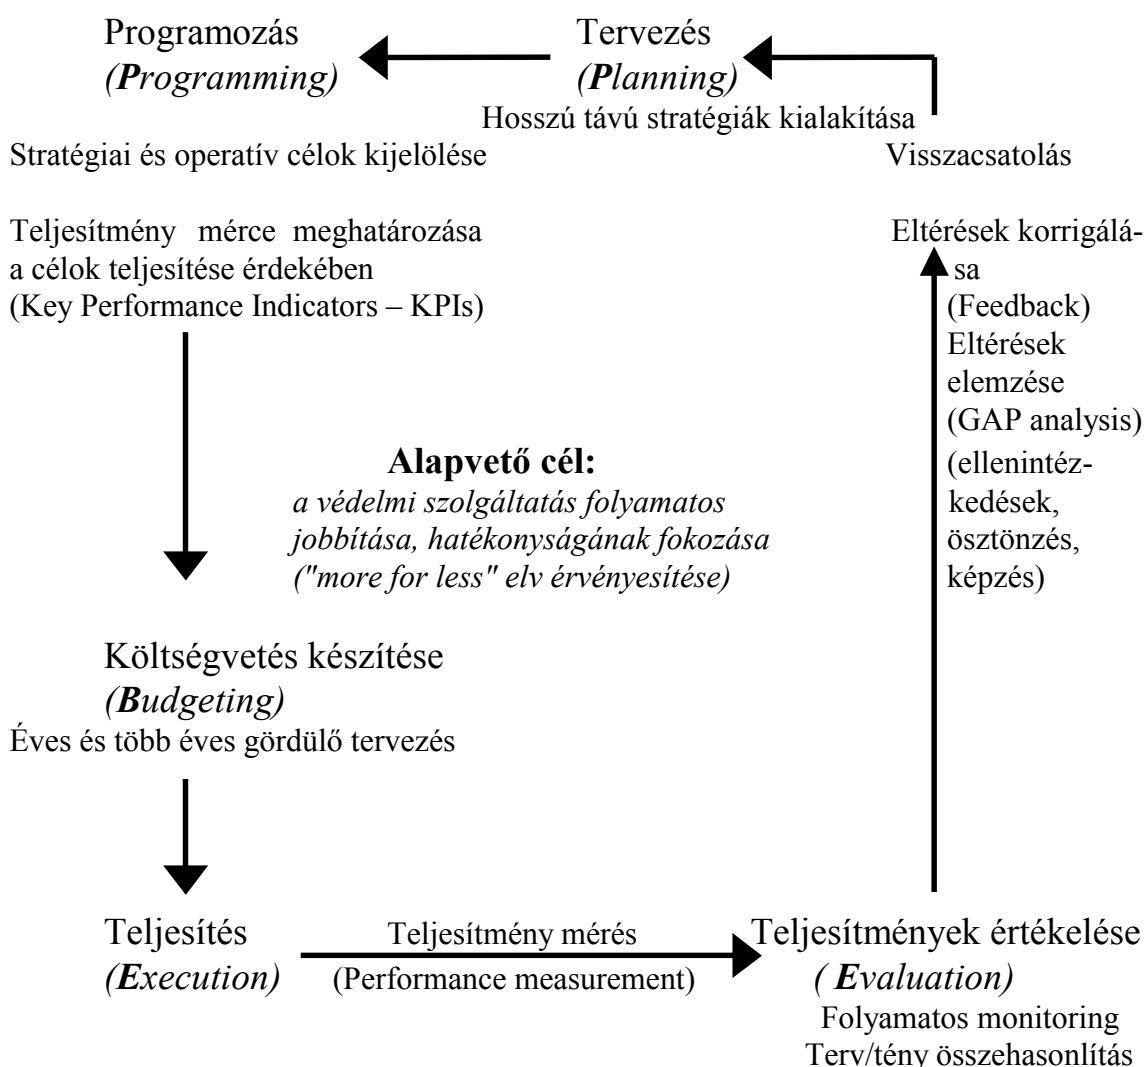 Programozás
(Programming)
Tervezés
(Planning)
Hosszú távú stratégiák kialakítása
Stratégiai és operatív célok kijelölése
Visszacsatolás
Teljesítmény mérce meghatározása
a célok teljesítése érdekében
(Key Performance Indicators – KPIs)
Eltérések korrigálá-
sa
(Feedback)
Eltérések
elemzése
(GAP analysis)
(ellenintéz-
kedések,
ösztönzés,
képzés)
Alapvető cél:
a védelmi szolgáltatás folyamatos
jobbítása, hatékonyságának fokozása
("more for less" elv érvényesítése)
Költségvetés készítése
(Budgeting)
Éves és több éves gördülő tervezés
Teljesítés
(Execution)
Teljesítmény mérés
(Performance measurement)
Teljesítmények értékelése
( Evaluation)
Folyamatos monitoring
Terv/tény összehasonlítás